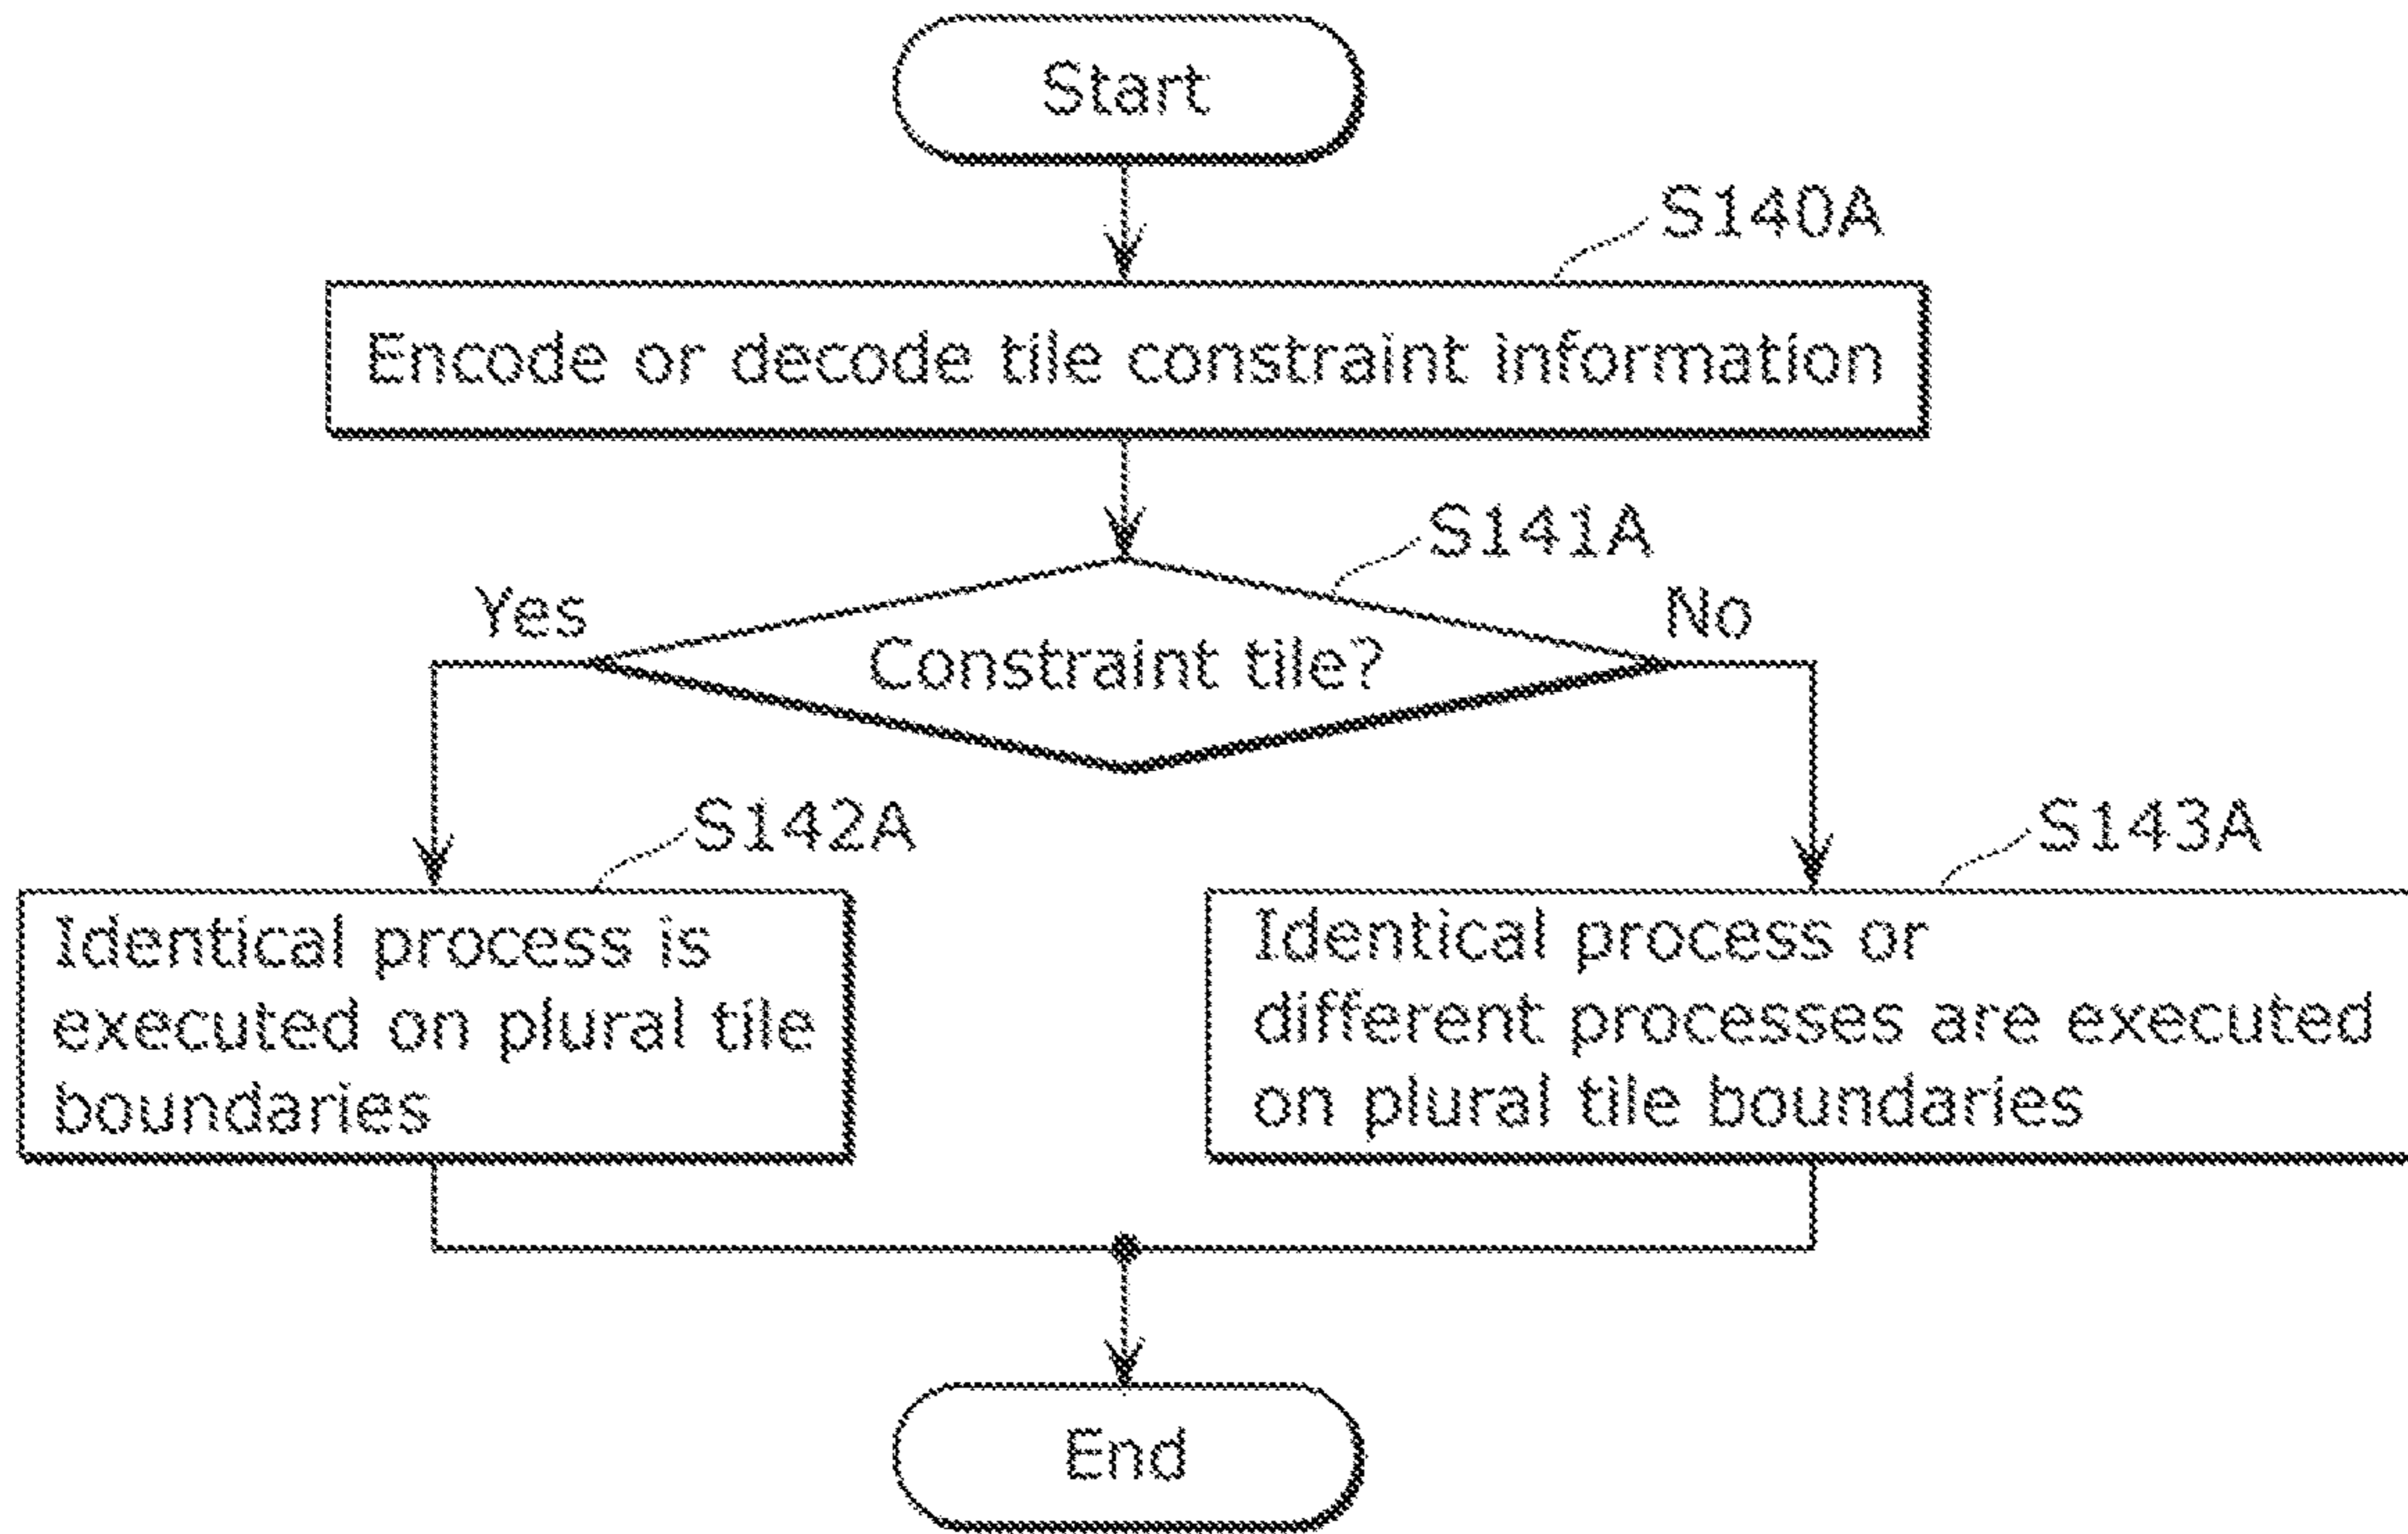 Start
S140A
Encode or decode tile constraint information
S141A
Yes
No
Constraint tile?
S142A
S143A
Identical process is
executed on plural tile
boundaries
Identical process or
different processes are executed
on plural tile boundaries
End